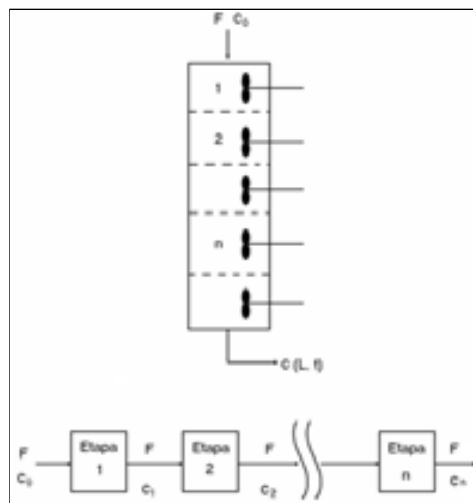 F C₀
1
2
n
C (L, t)
F Etapa F Etapa F Etapa F
C₀ 1 C₁ 2 C₂ n Cₙ